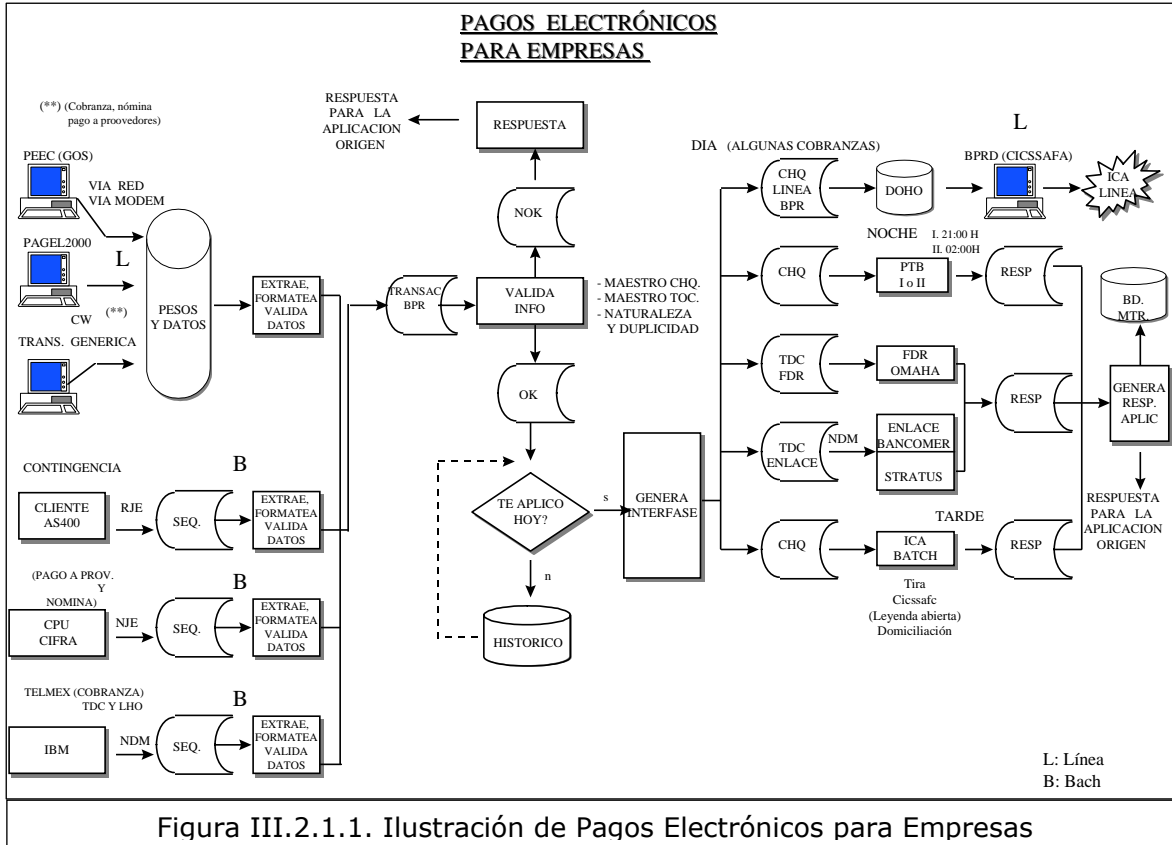 PAGOS ELECTRÓNICOS
PARA EMPRESAS
(**) (Cobranza, nómina
pago a proovedores)
PEEC (GOS)
VIA RED
VIA MODEM
PAGEL2000
L
CW
(**)
TRANS. GENERICA
PESOS
Y DATOS
EXTRAE,
FORMATEA
VALIDA
DATOS
CONTINGENCIA
CLIENTE
AS400
RJE
SEQ.
B
EXTRAE,
FORMATEA
VALIDA
DATOS
(PAGO A PROV.
Y
NOMINA)
CPU
CIFRA
NJE
SEQ.
B
EXTRAE,
FORMATEA
VALIDA
DATOS
TELMEX (COBRANZA)
TDC Y LHO
IBM
NDM
SEQ.
B
EXTRAE,
FORMATEA
VALIDA
DATOS
RESPUESTA
PARA LA
APLICACION
ORIGEN
RESPUESTA
NOK
TRANSAC
BPR
VALIDA
INFO
- MAESTRO CHQ.
- MAESTRO TOC.
- NATURALEZA
Y DUPLICIDAD
OK
TE APLICO
HOY?
s
n
HISTORICO
GENERA
INTERFASE
DIA (ALGUNAS COBRANZAS)
CHQ
LINEA
BPR
DOHO
L
BPRD (CICSSAFA)
ICA
LINEA
NOCHE
I. 21:00 H
II. 02:00H
CHQ
PTB
I o II
RESP
TDC
FDR
FDR
OMAHA
RESP
TDC
ENLACE
NDM
ENLACE
BANCOMER
STRATUS
TARDE
CHQ
ICA
BATCH
RESP
Tira
Cicssafc
(Leyenda abierta)
Domiciliación
BD.
MTR.
GENERA
RESP.
APLIC
RESPUESTA
PARA LA
APLICACION
ORIGEN
L: Línea
B: Bach
Figura III.2.1.1. Ilustración de Pagos Electrónicos para Empresas